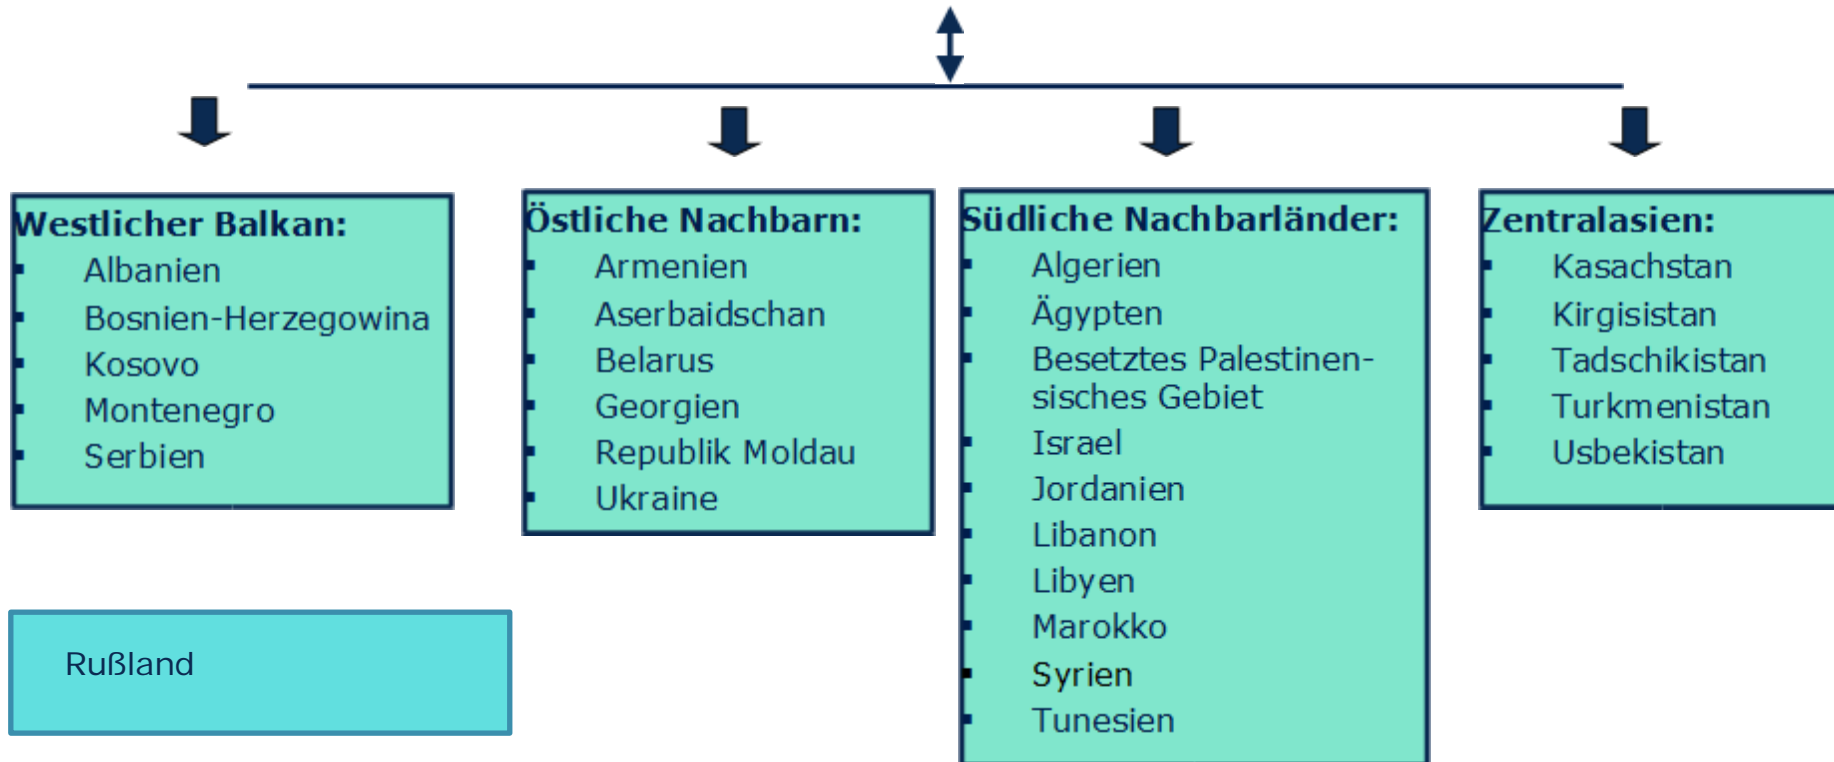 Westlicher Balkan:
▪ Albanien
▪ Bosnien-Herzegowina
▪ Kosovo
▪ Montenegro
▪ Serbien
Östliche Nachbarn:
▪ Armenien
▪ Aserbaidschan
▪ Belarus
▪ Georgien
▪ Republik Moldau
▪ Ukraine
Südliche Nachbarländer:
▪ Algerien
▪ Ägypten
▪ Besetztes Palestinen-
sisches Gebiet
▪ Israel
▪ Jordanien
▪ Libanon
▪ Libyen
▪ Marokko
▪ Syrien
▪ Tunesien
Zentralasien:
▪ Kasachstan
▪ Kirgisistan
▪ Tadschikistan
▪ Turkmenistan
▪ Usbekistan
Rußland